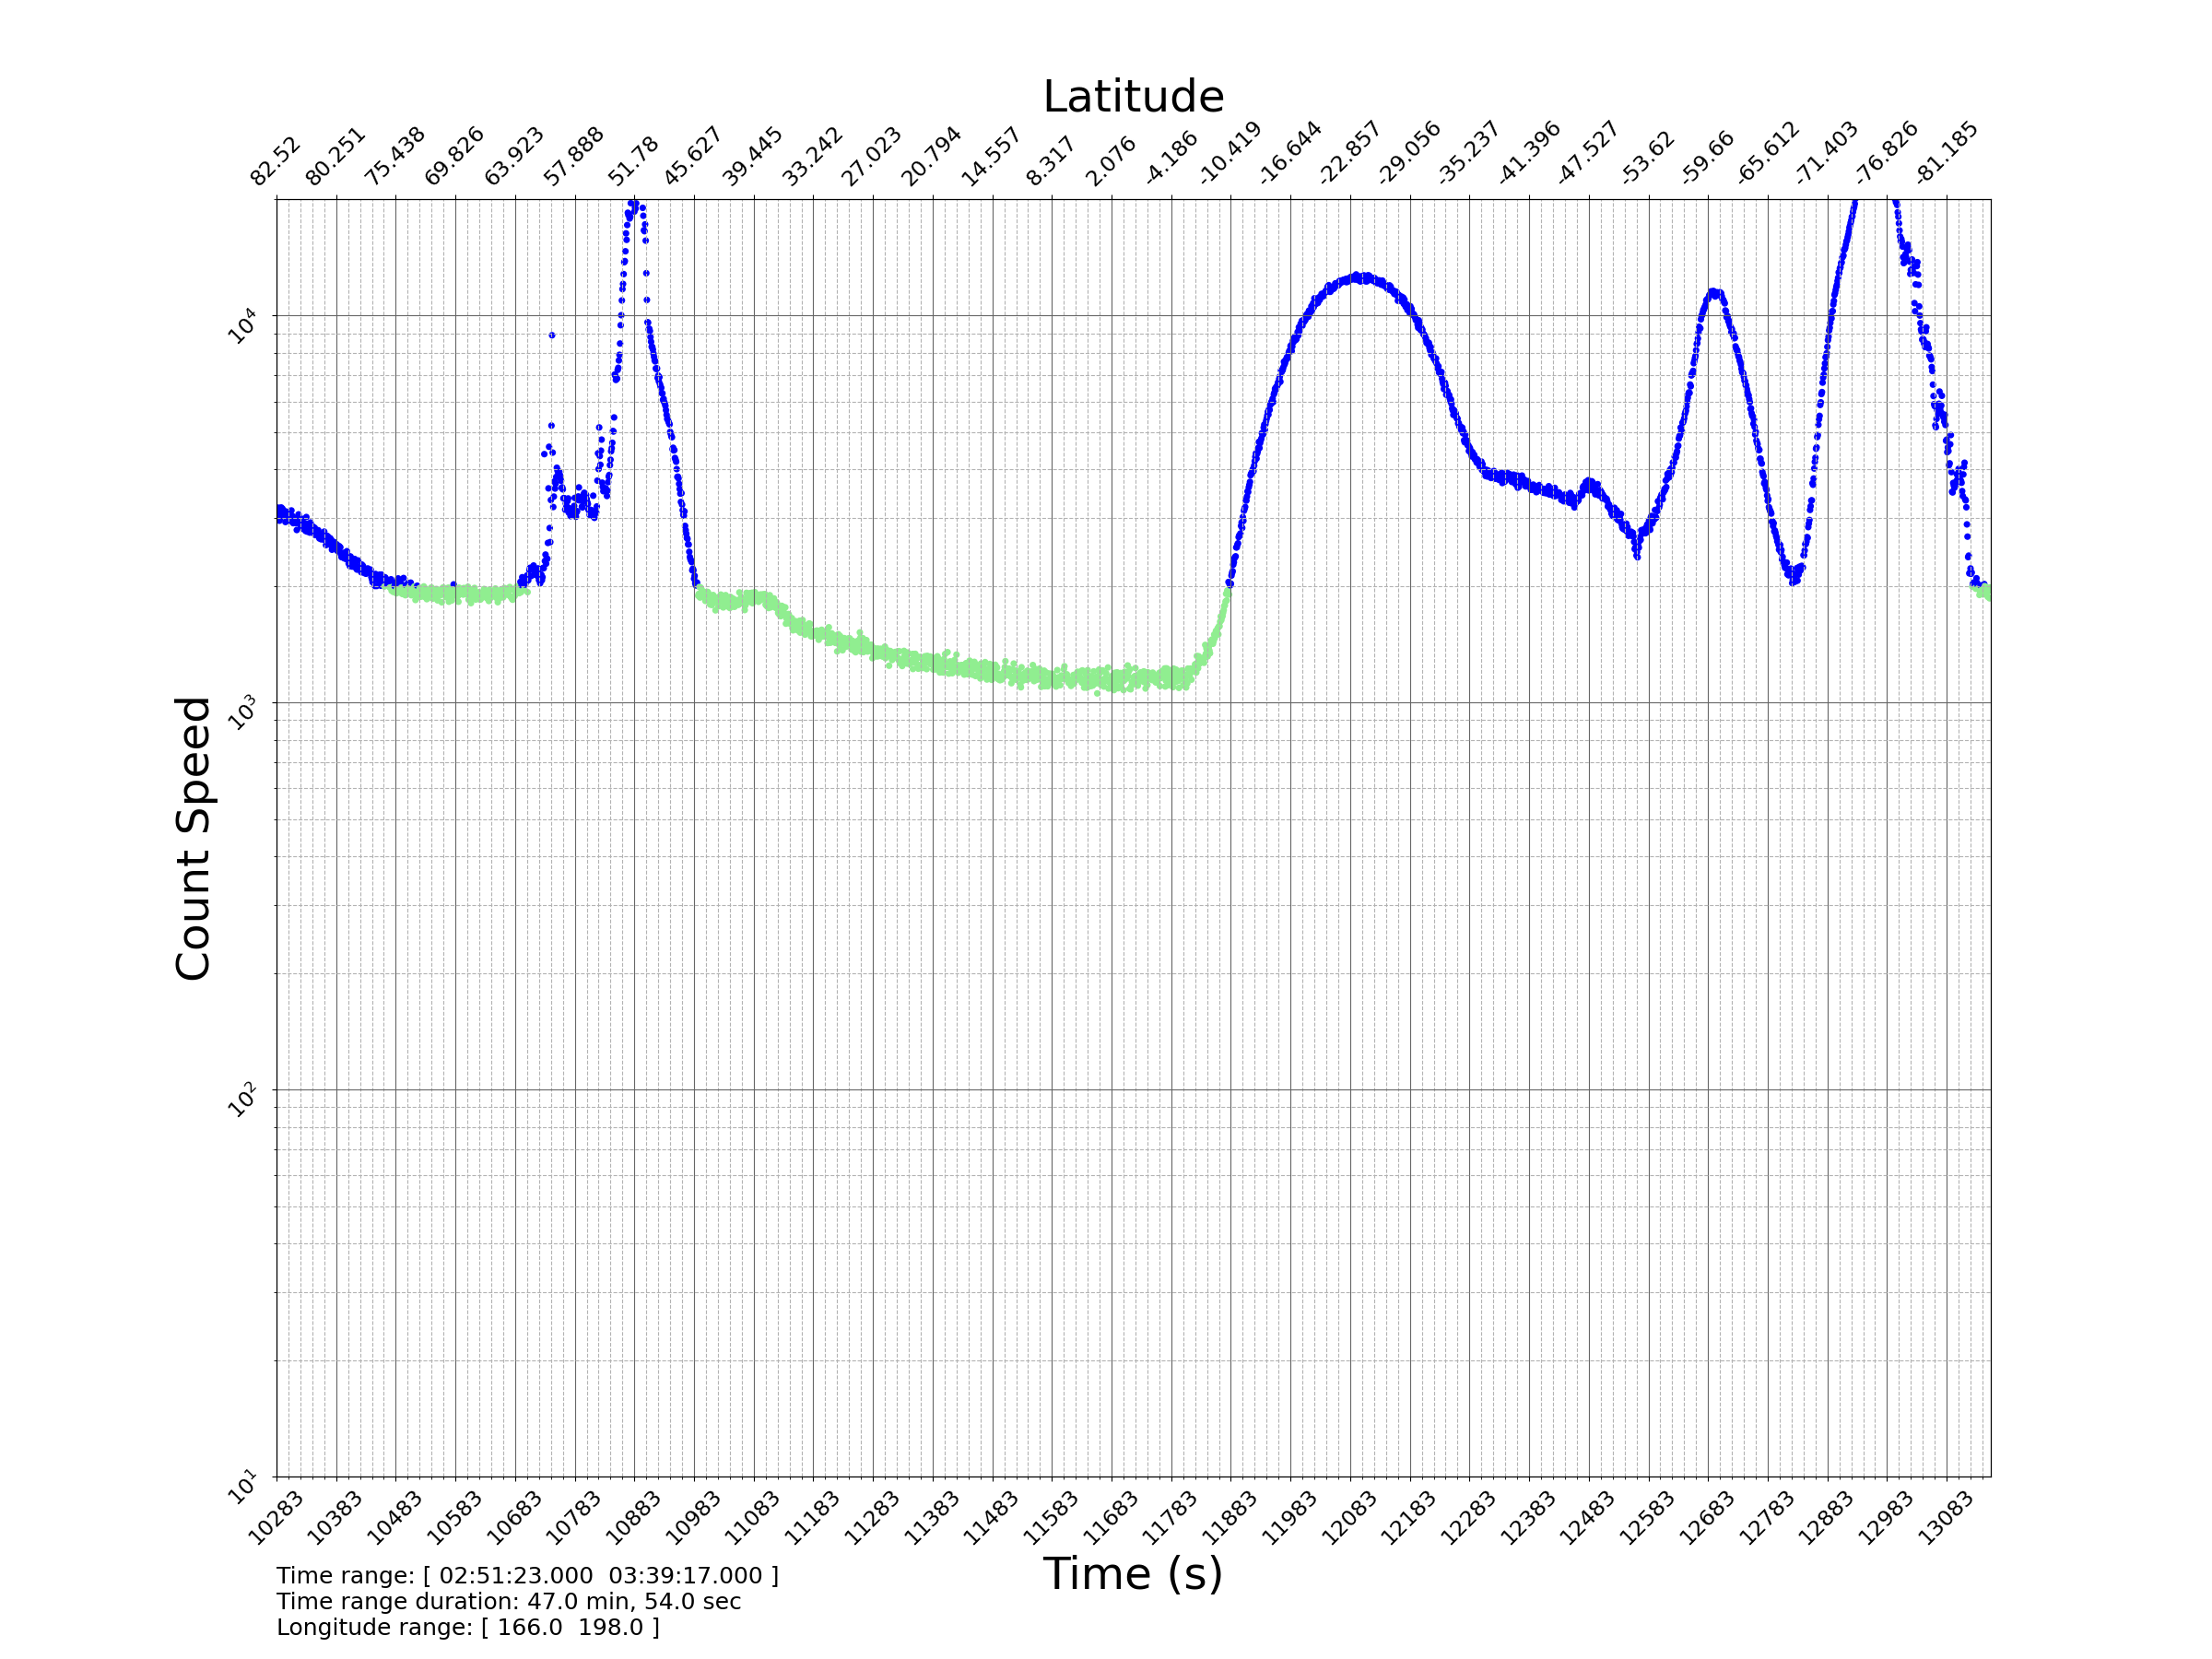 Latitude
82.52 80.251 75.438 69.826 63.923 57.888 51.78 45.627 39.445 33.242 27.023 20.794 14.557 8.317 2.076 -4.186 -10.419 -16.644 -22.857 -29.056 -35.237 -41.396 -47.527 -53.62 -59.66 -65.612 -71.403 -76.826 -81.185
Count Speed
10⁴
10³
10²
10¹
10283 10383 10483 10583 10683 10783 10883 10983 11083 11183 11283 11383 11483 11583 11683 11783 11883 11983 12083 12183 12283 12383 12483 12583 12683 12783 12883 12983 13083
Time (s)
Time range: [ 02:51:23.000  03:39:17.000 ]
Time range duration: 47.0 min, 54.0 sec
Longitude range: [ 166.0  198.0 ]